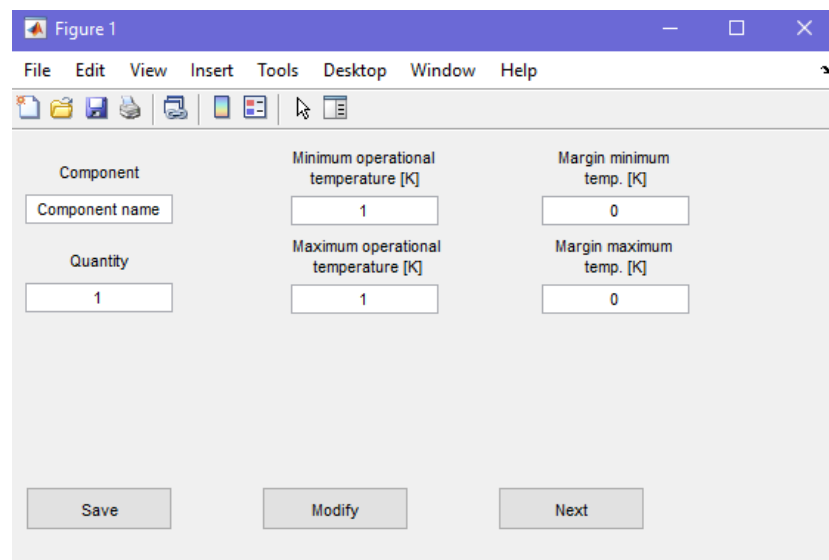 Figure 1
File Edit View Insert Tools Desktop Window Help
Component
Minimum operational
temperature [K]
Margin minimum
temp. [K]
Component name
1
0
Quantity
Maximum operational
temperature [K]
Margin maximum
temp. [K]
1
1
0
Save
Modify
Next